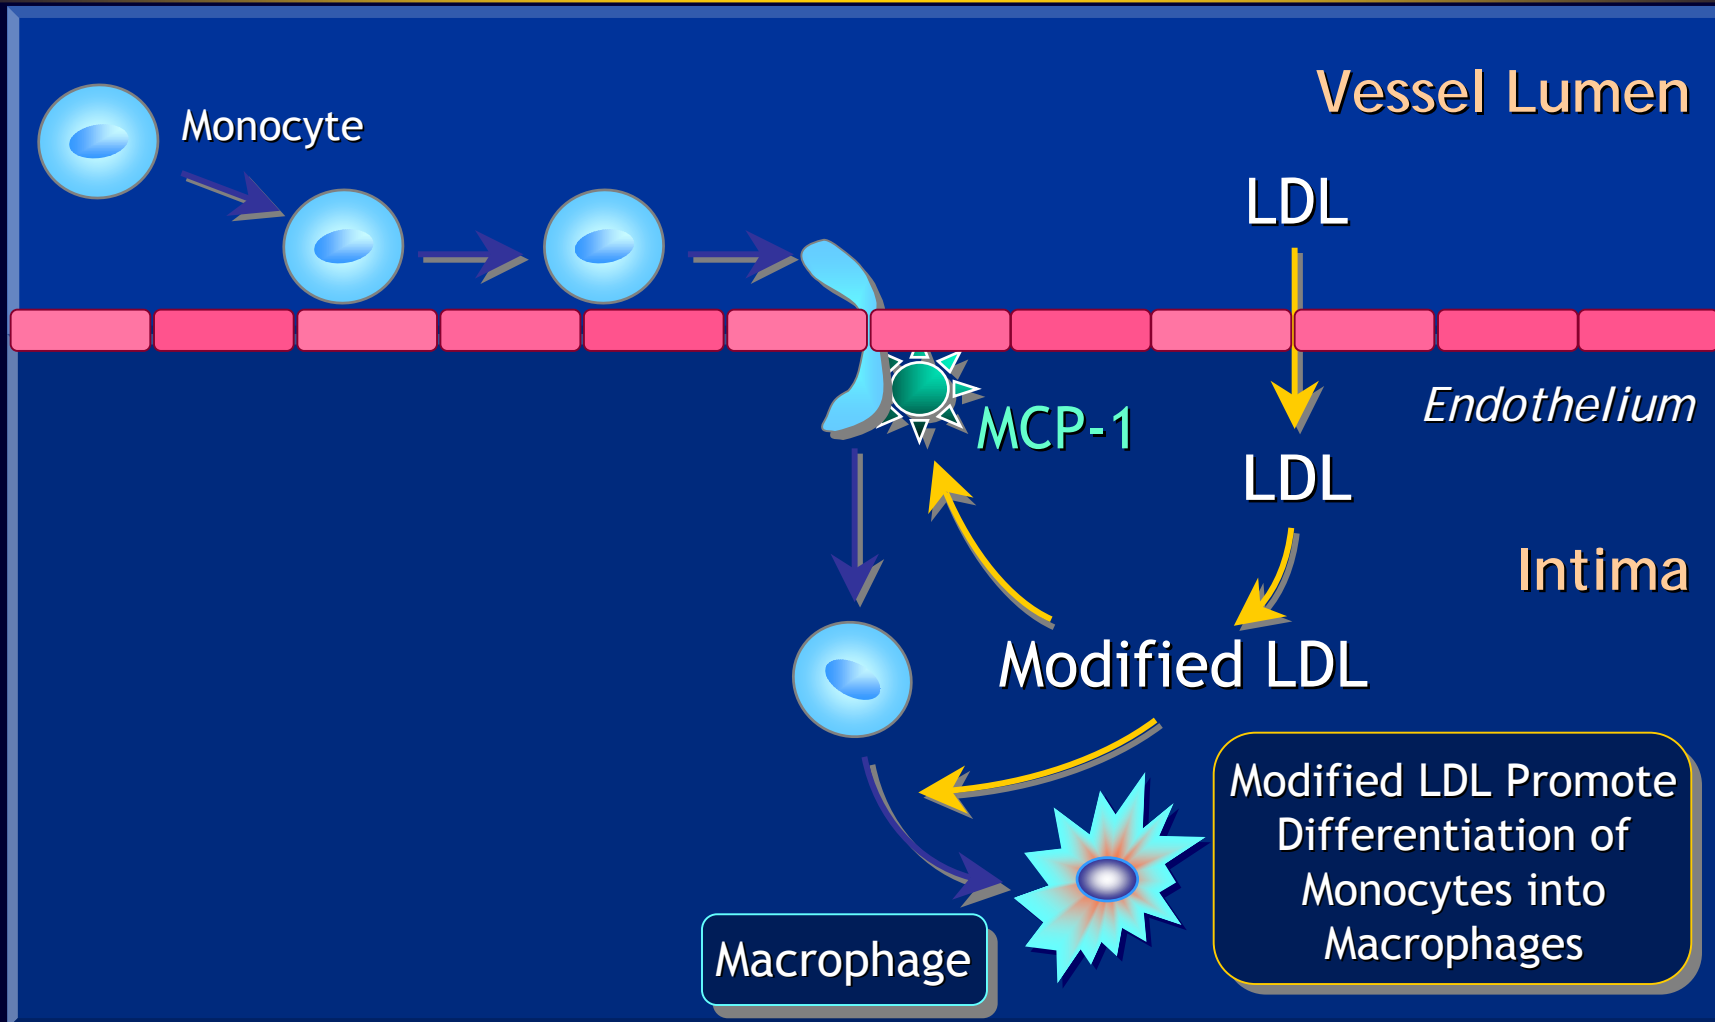 Vessel Lumen
Monocyte
LDL
Endothelium
MCP-1
LDL
Intima
Modified LDL
Modified LDL Promote
Differentiation of
Monocytes into
Macrophages
Macrophage